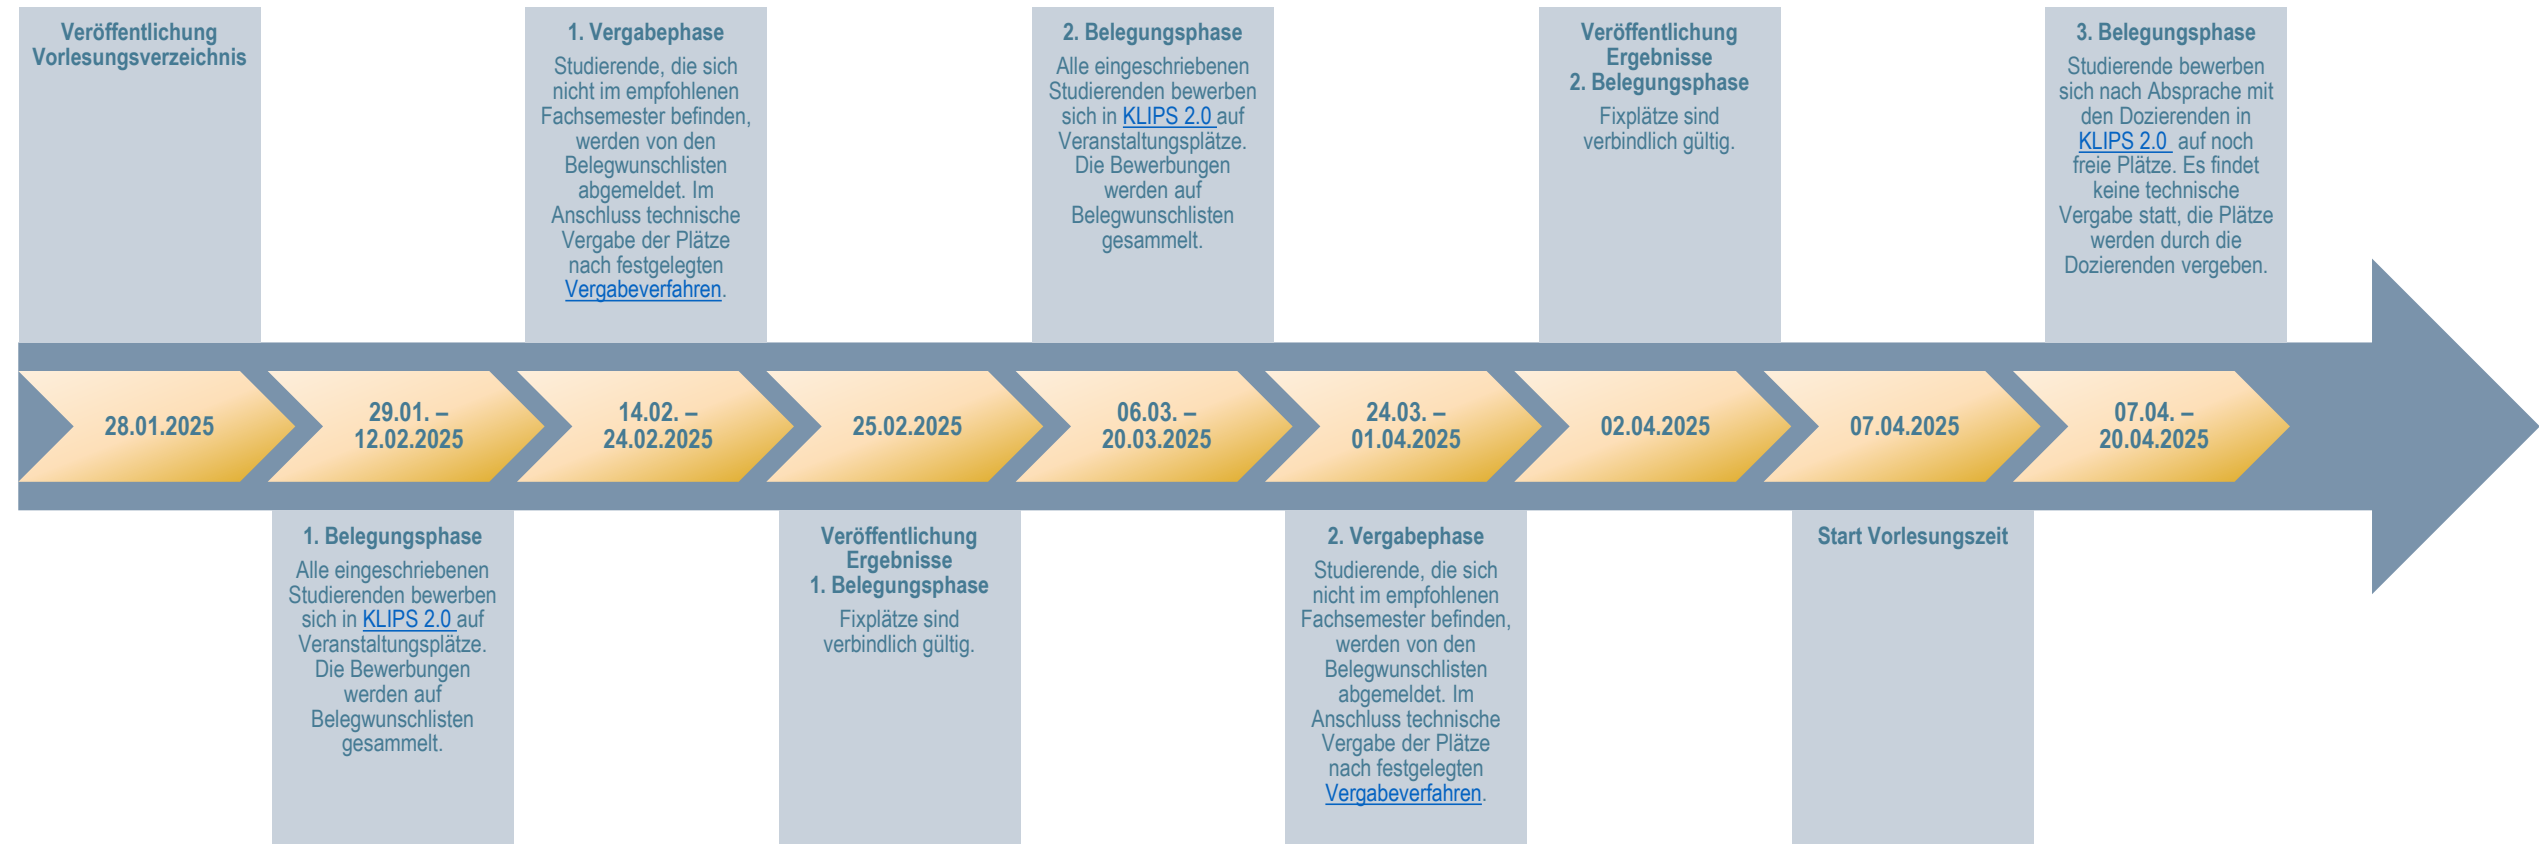 Veröffentlichung
Vorlesungsverzeichnis
1. Vergabephase
Studierende, die sich
nicht im empfohlenen
Fachsemester befinden,
werden von den
Belegwunschlisten
abgemeldet. Im
Anschluss technische
Vergabe der Plätze
nach festgelegten
Vergabeverfahren.
2. Belegungsphase
Alle eingeschriebenen
Studierenden bewerben
sich in KLIPS 2.0 auf
Veranstaltungsplätze.
Die Bewerbungen
werden auf
Belegwunschlisten
gesammelt.
Veröffentlichung
Ergebnisse
2. Belegungsphase
Fixplätze sind
verbindlich gültig.
3. Belegungsphase
Studierende bewerben
sich nach Absprache mit
den Dozierenden in
KLIPS 2.0 auf noch
freie Plätze. Es findet
keine technische
Vergabe statt, die Plätze
werden durch die
Dozierenden vergeben.
28.01.2025
29.01. –
12.02.2025
14.02. –
24.02.2025
25.02.2025
06.03. –
20.03.2025
24.03. –
01.04.2025
02.04.2025
07.04.2025
07.04. –
20.04.2025
1. Belegungsphase
Alle eingeschriebenen
Studierenden bewerben
sich in KLIPS 2.0 auf
Veranstaltungsplätze.
Die Bewerbungen
werden auf
Belegwunschlisten
gesammelt.
Veröffentlichung
Ergebnisse
1. Belegungsphase
Fixplätze sind
verbindlich gültig.
2. Vergabephase
Studierende, die sich
nicht im empfohlenen
Fachsemester befinden,
werden von den
Belegwunschlisten
abgemeldet. Im
Anschluss technische
Vergabe der Plätze
nach festgelegten
Vergabeverfahren.
Start Vorlesungszeit